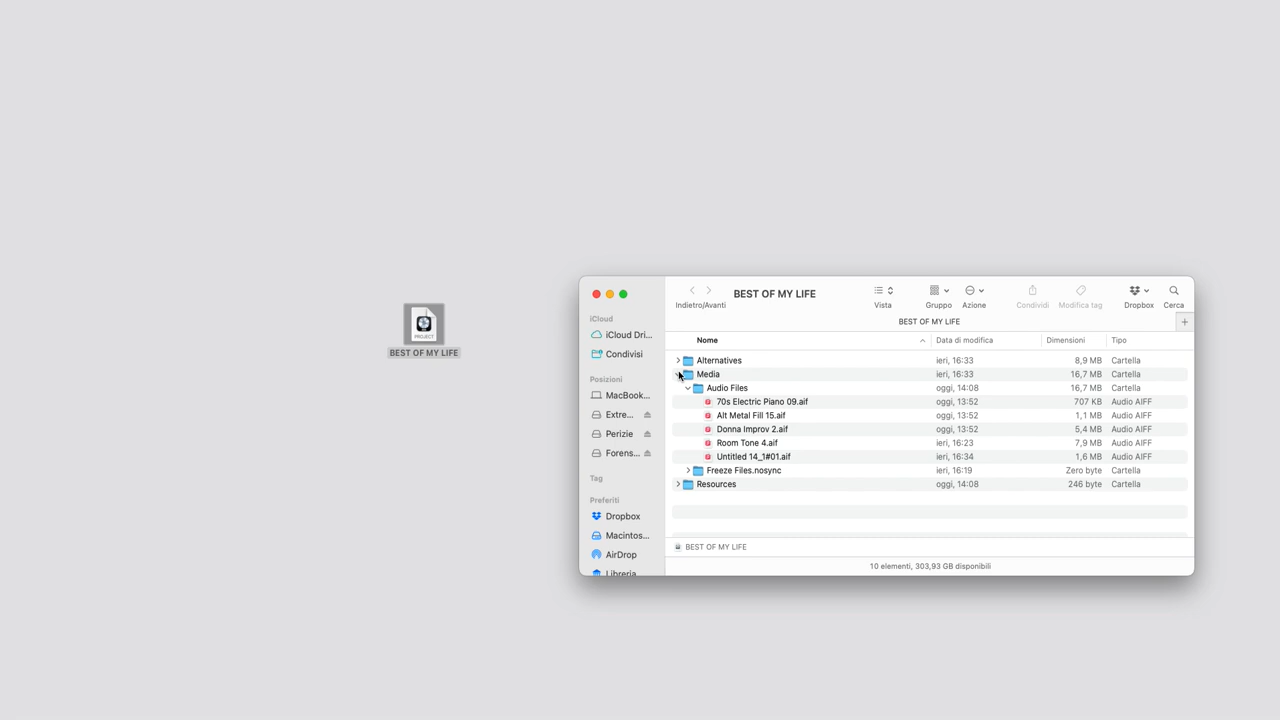 PROJECT
BEST OF MY LIFE
BEST OF MY LIFE
Indietro/Avanti
Vista
Gruppo
Azione
Condividi
Modifica tag
Dropbox
Cerca
BEST OF MY LIFE
+
iCloud
iCloud Dri...
Condivisi
Posizioni
MacBook...
Extre...
Perizie
Forens...
Tag
Preferiti
Dropbox
Macintos...
AirDrop
Libreria
Nome Data di modifica Dimensioni Tipo
Alternatives ieri, 16:33 8,9 MB Cartella
Media ieri, 16:33 16,7 MB Cartella
Audio Files oggi, 14:08 16,7 MB Cartella
70s Electric Piano 09.aif oggi, 13:52 707 KB Audio AIFF
Alt Metal Fill 15.aif oggi, 13:52 1,1 MB Audio AIFF
Donna Improv 2.aif oggi, 13:52 5,4 MB Audio AIFF
Room Tone 4.aif ieri, 16:23 7,9 MB Audio AIFF
Untitled 14_1#01.aif ieri, 16:34 1,6 MB Audio AIFF
Freeze Files.nosync ieri, 16:19 Zero byte Cartella
Resources oggi, 14:08 246 byte Cartella
BEST OF MY LIFE
10 elementi, 303,93 GB disponibili